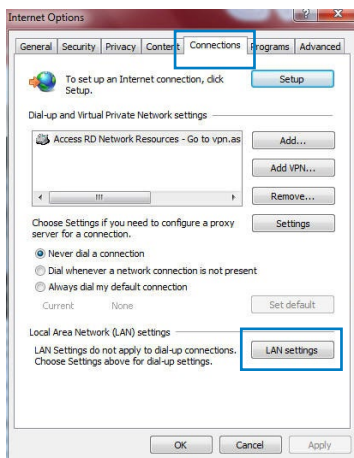 Internet Options
General Security Privacy Content Connections Programs Advanced
To set up an Internet connection, click
Setup.
Setup
Dial-up and Virtual Private Network settings
Access RD Network Resources - Go to vpn.as
Add...
Add VPN...
Remove...
Choose Settings if you need to configure a proxy
server for a connection.
Settings
Never dial a connection
Dial whenever a network connection is not present
Always dial my default connection
Current None
Set default
Local Area Network (LAN) settings
LAN Settings do not apply to dial-up connections.
Choose Settings above for dial-up settings.
LAN settings
OK Cancel Apply